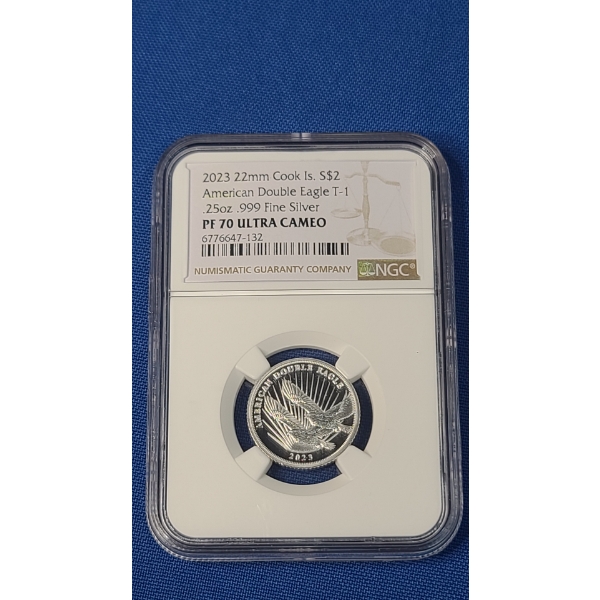 2023 22mm Cook Is. S$2
American Double Eagle T-1
.25oz .999 Fine Silver
PF 70 ULTRA CAMEO
6776647-132
NUMISMATIC GUARANTY COMPANY
NGC®
AMERICAN DOUBLE EAGLE
2023